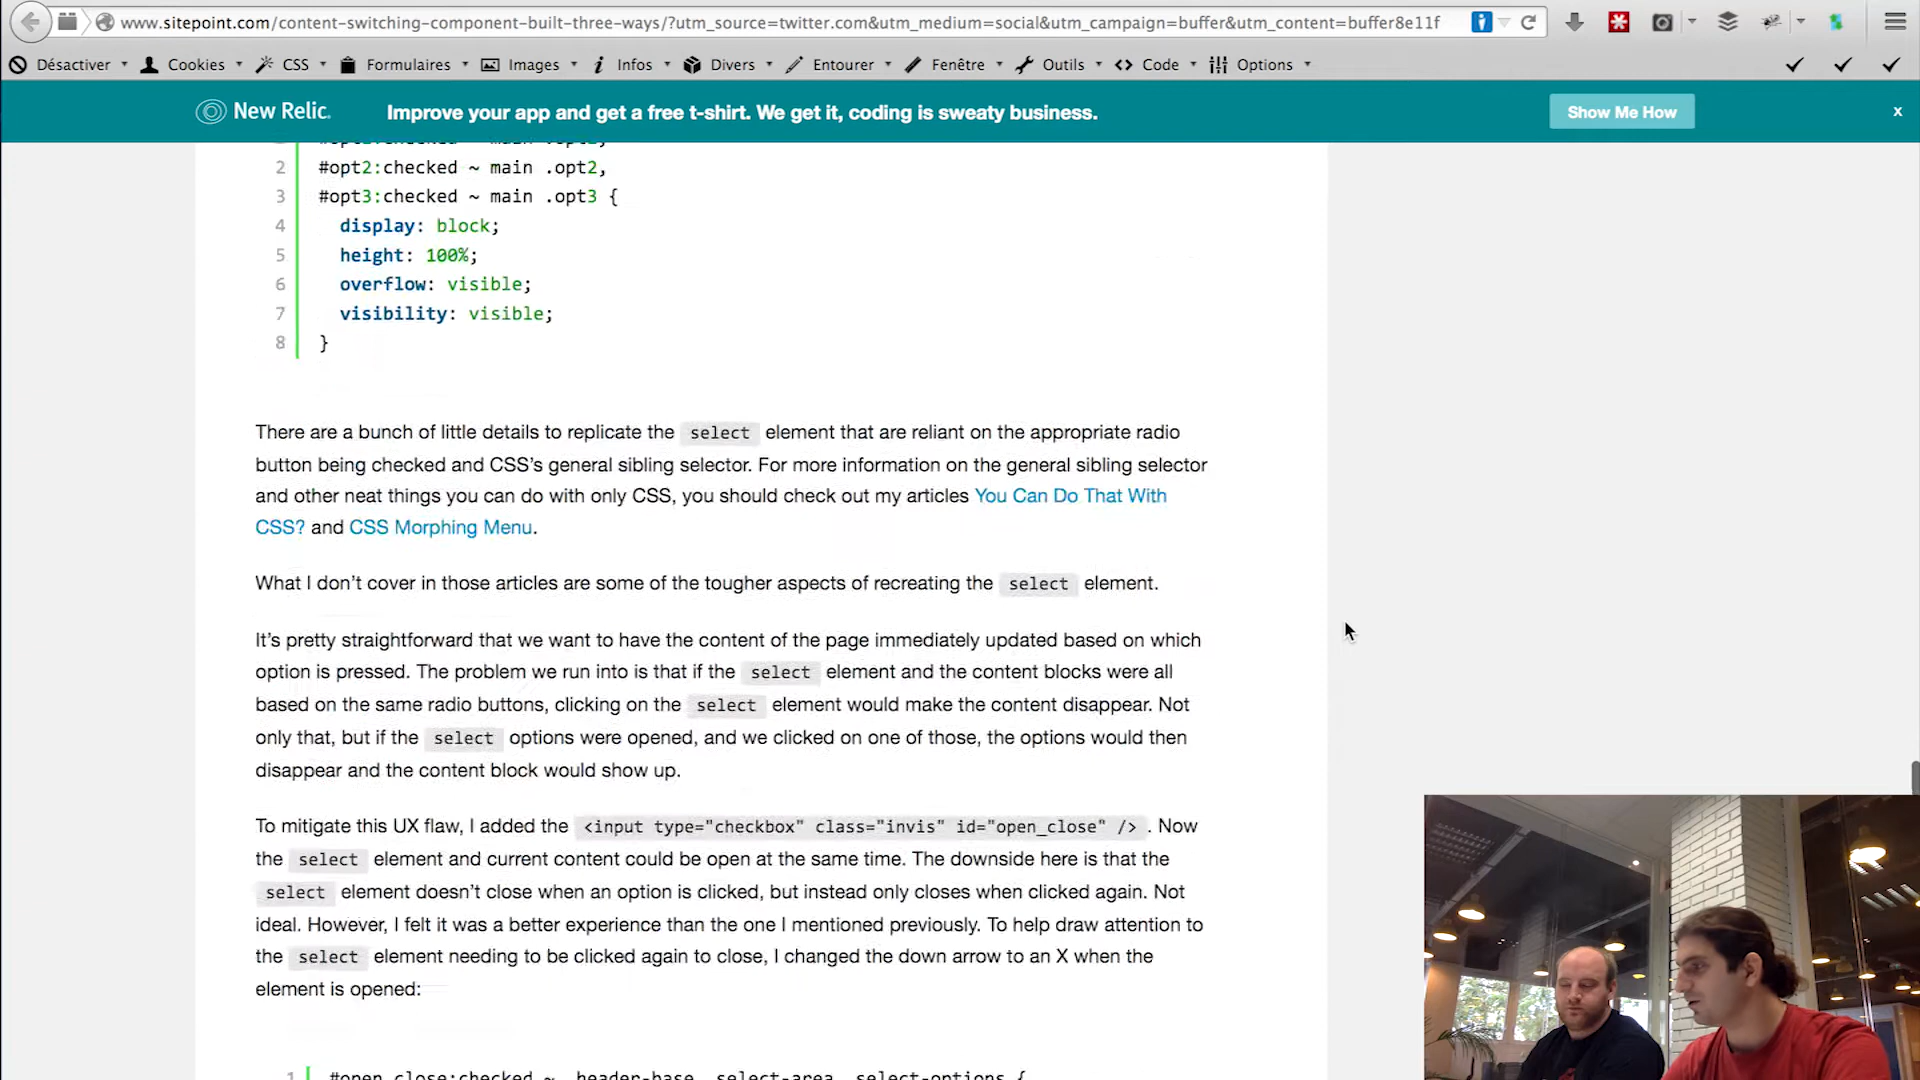 www.sitepoint.com/content-switching-component-built-three-ways/?utm_source=twitter.com&utm_medium=social&utm_campaign=buffer&utm_content=buffer8e11f
Désactiver Cookies CSS Formulaires Images Infos Divers Entourer Fenêtre Outils Code Options
New Relic. Improve your app and get a free t-shirt. We get it, coding is sweaty business. Show Me How x
2 #opt2:checked ~ main .opt2,
3 #opt3:checked ~ main .opt3 {
4 display: block;
5 height: 100%;
6 overflow: visible;
7 visibility: visible;
8 }
There are a bunch of little details to replicate the select element that are reliant on the appropriate radio
button being checked and CSS’s general sibling selector. For more information on the general sibling selector
and other neat things you can do with only CSS, you should check out my articles You Can Do That With
CSS? and CSS Morphing Menu.
What I don’t cover in those articles are some of the tougher aspects of recreating the select element.
It’s pretty straightforward that we want to have the content of the page immediately updated based on which
option is pressed. The problem we run into is that if the select element and the content blocks were all
based on the same radio buttons, clicking on the select element would make the content disappear. Not
only that, but if the select options were opened, and we clicked on one of those, the options would then
disappear and the content block would show up.
To mitigate this UX flaw, I added the <input type="checkbox" class="invis" id="open_close" /> . Now
the select element and current content could be open at the same time. The downside here is that the
select element doesn’t close when an option is clicked, but instead only closes when clicked again. Not
ideal. However, I felt it was a better experience than the one I mentioned previously. To help draw attention to
the select element needing to be clicked again to close, I changed the down arrow to an X when the
element is opened: